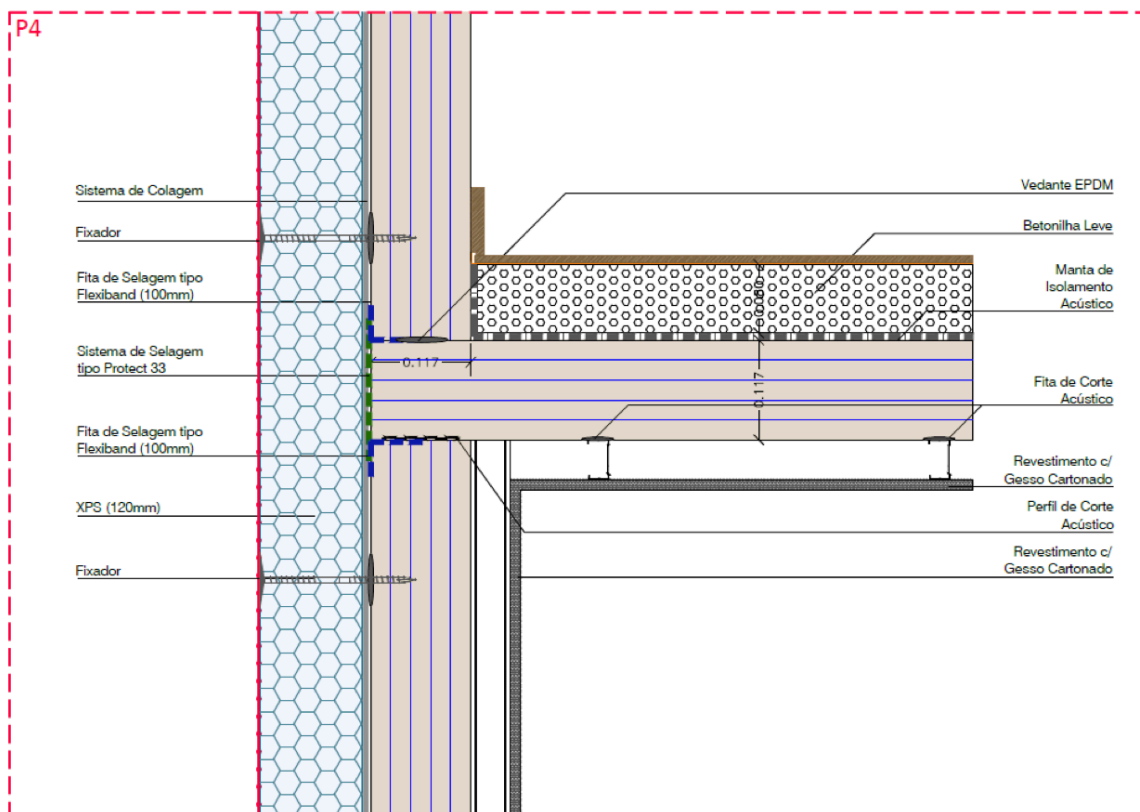 P4
Sistema de Colagem
Fixador
Fita de Selagem tipo
Flexiband (100mm)
Sistema de Selagem
tipo Protect 33
Fita de Selagem tipo
Flexiband (100mm)
XPS (120mm)
Fixador
0.117
0.080
0.117
Vedante EPDM
Betonilha Leve
Manta de
Isolamento
Acústico
Fita de Corte
Acústico
Revestimento c/
Gesso Cartonado
Perfil de Corte
Acústico
Revestimento c/
Gesso Cartonado